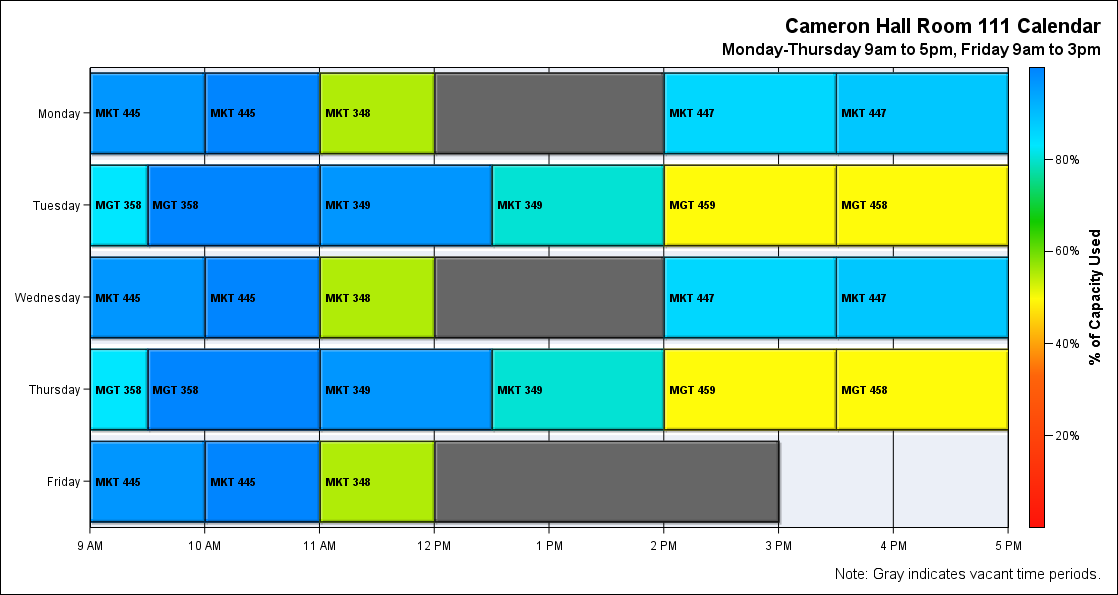 Cameron Hall Room 111 Calendar
Monday-Thursday 9am to 5pm, Friday 9am to 3pm
Monday MKT 445 MKT 445 MKT 348 MKT 447 MKT 447
Tuesday MGT 358 MGT 358 MKT 349 MKT 349 MGT 459 MGT 458
Wednesday MKT 445 MKT 445 MKT 348 MKT 447 MKT 447
Thursday MGT 358 MGT 358 MKT 349 MKT 349 MGT 459 MGT 458
Friday MKT 445 MKT 445 MKT 348
9 AM 10 AM 11 AM 12 PM 1 PM 2 PM 3 PM 4 PM 5 PM
80%
60%
40%
20%
% of Capacity Used
Note: Gray indicates vacant time periods.